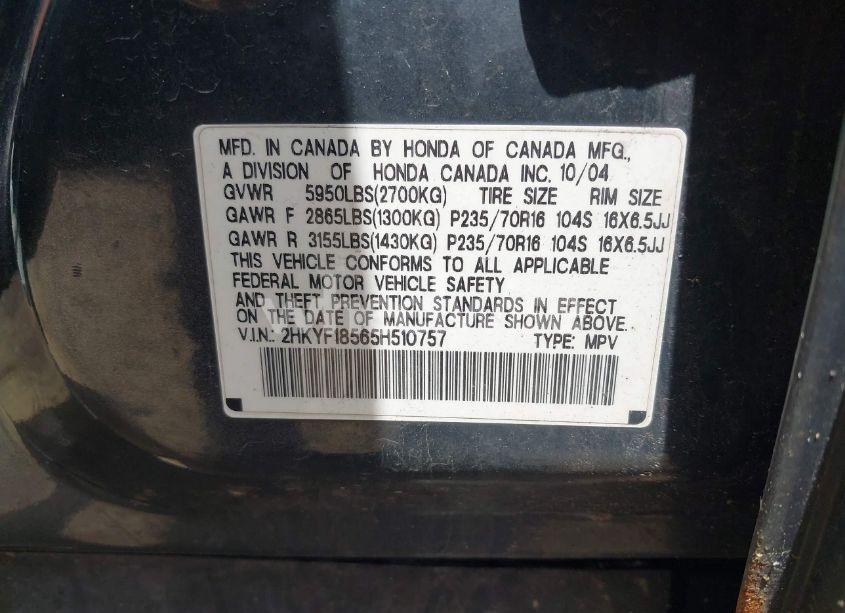 MFD. IN CANADA BY HONDA OF CANADA MFG.,
A DIVISION OF HONDA CANADA INC. 10/04
GVWR 5950LBS(2700KG) TIRE SIZE RIM SIZE
GAWR F 2865LBS(1300KG) P235/70R16 104S 16X6.5JJ
GAWR R 3155LBS(1430KG) P235/70R16 104S 16X6.5JJ
THIS VEHICLE CONFORMS TO ALL APPLICABLE
FEDERAL MOTOR VEHICLE SAFETY
AND THEFT PREVENTION STANDARDS IN EFFECT
ON THE DATE OF MANUFACTURE SHOWN ABOVE.
V.I.N.: 2HKYF18565H510757 TYPE: MPV